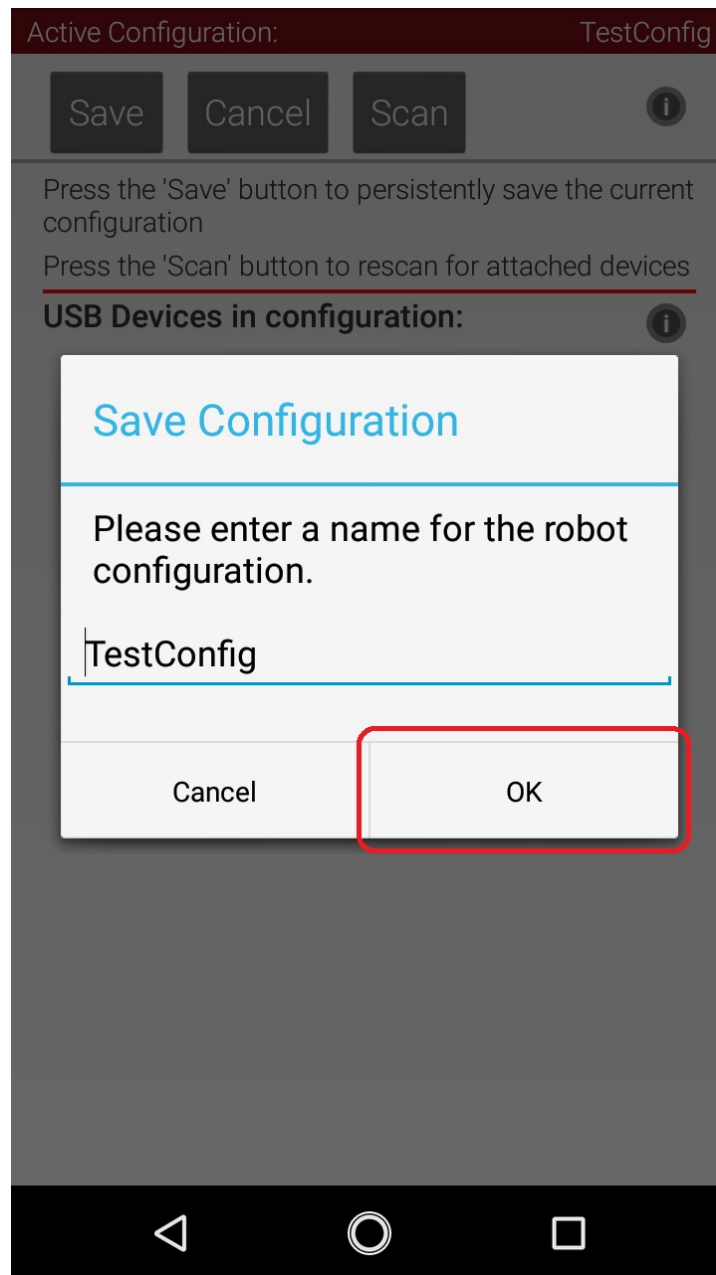 Active Configuration: TestConfig
Save Cancel Scan
Press the 'Save' button to persistently save the current
configuration
Press the 'Scan' button to rescan for attached devices
USB Devices in configuration:
Save Configuration
Please enter a name for the robot
configuration.
TestConfig
Cancel OK